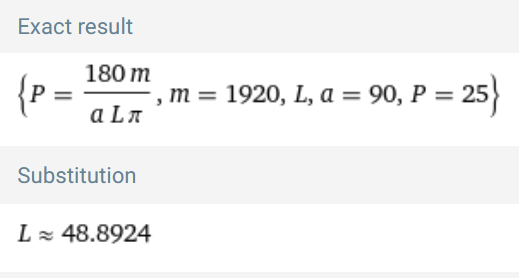 Exact result
{P = 180 m / a L π, m = 1920, L, a = 90, P = 25}
Substitution
L ≈ 48.8924